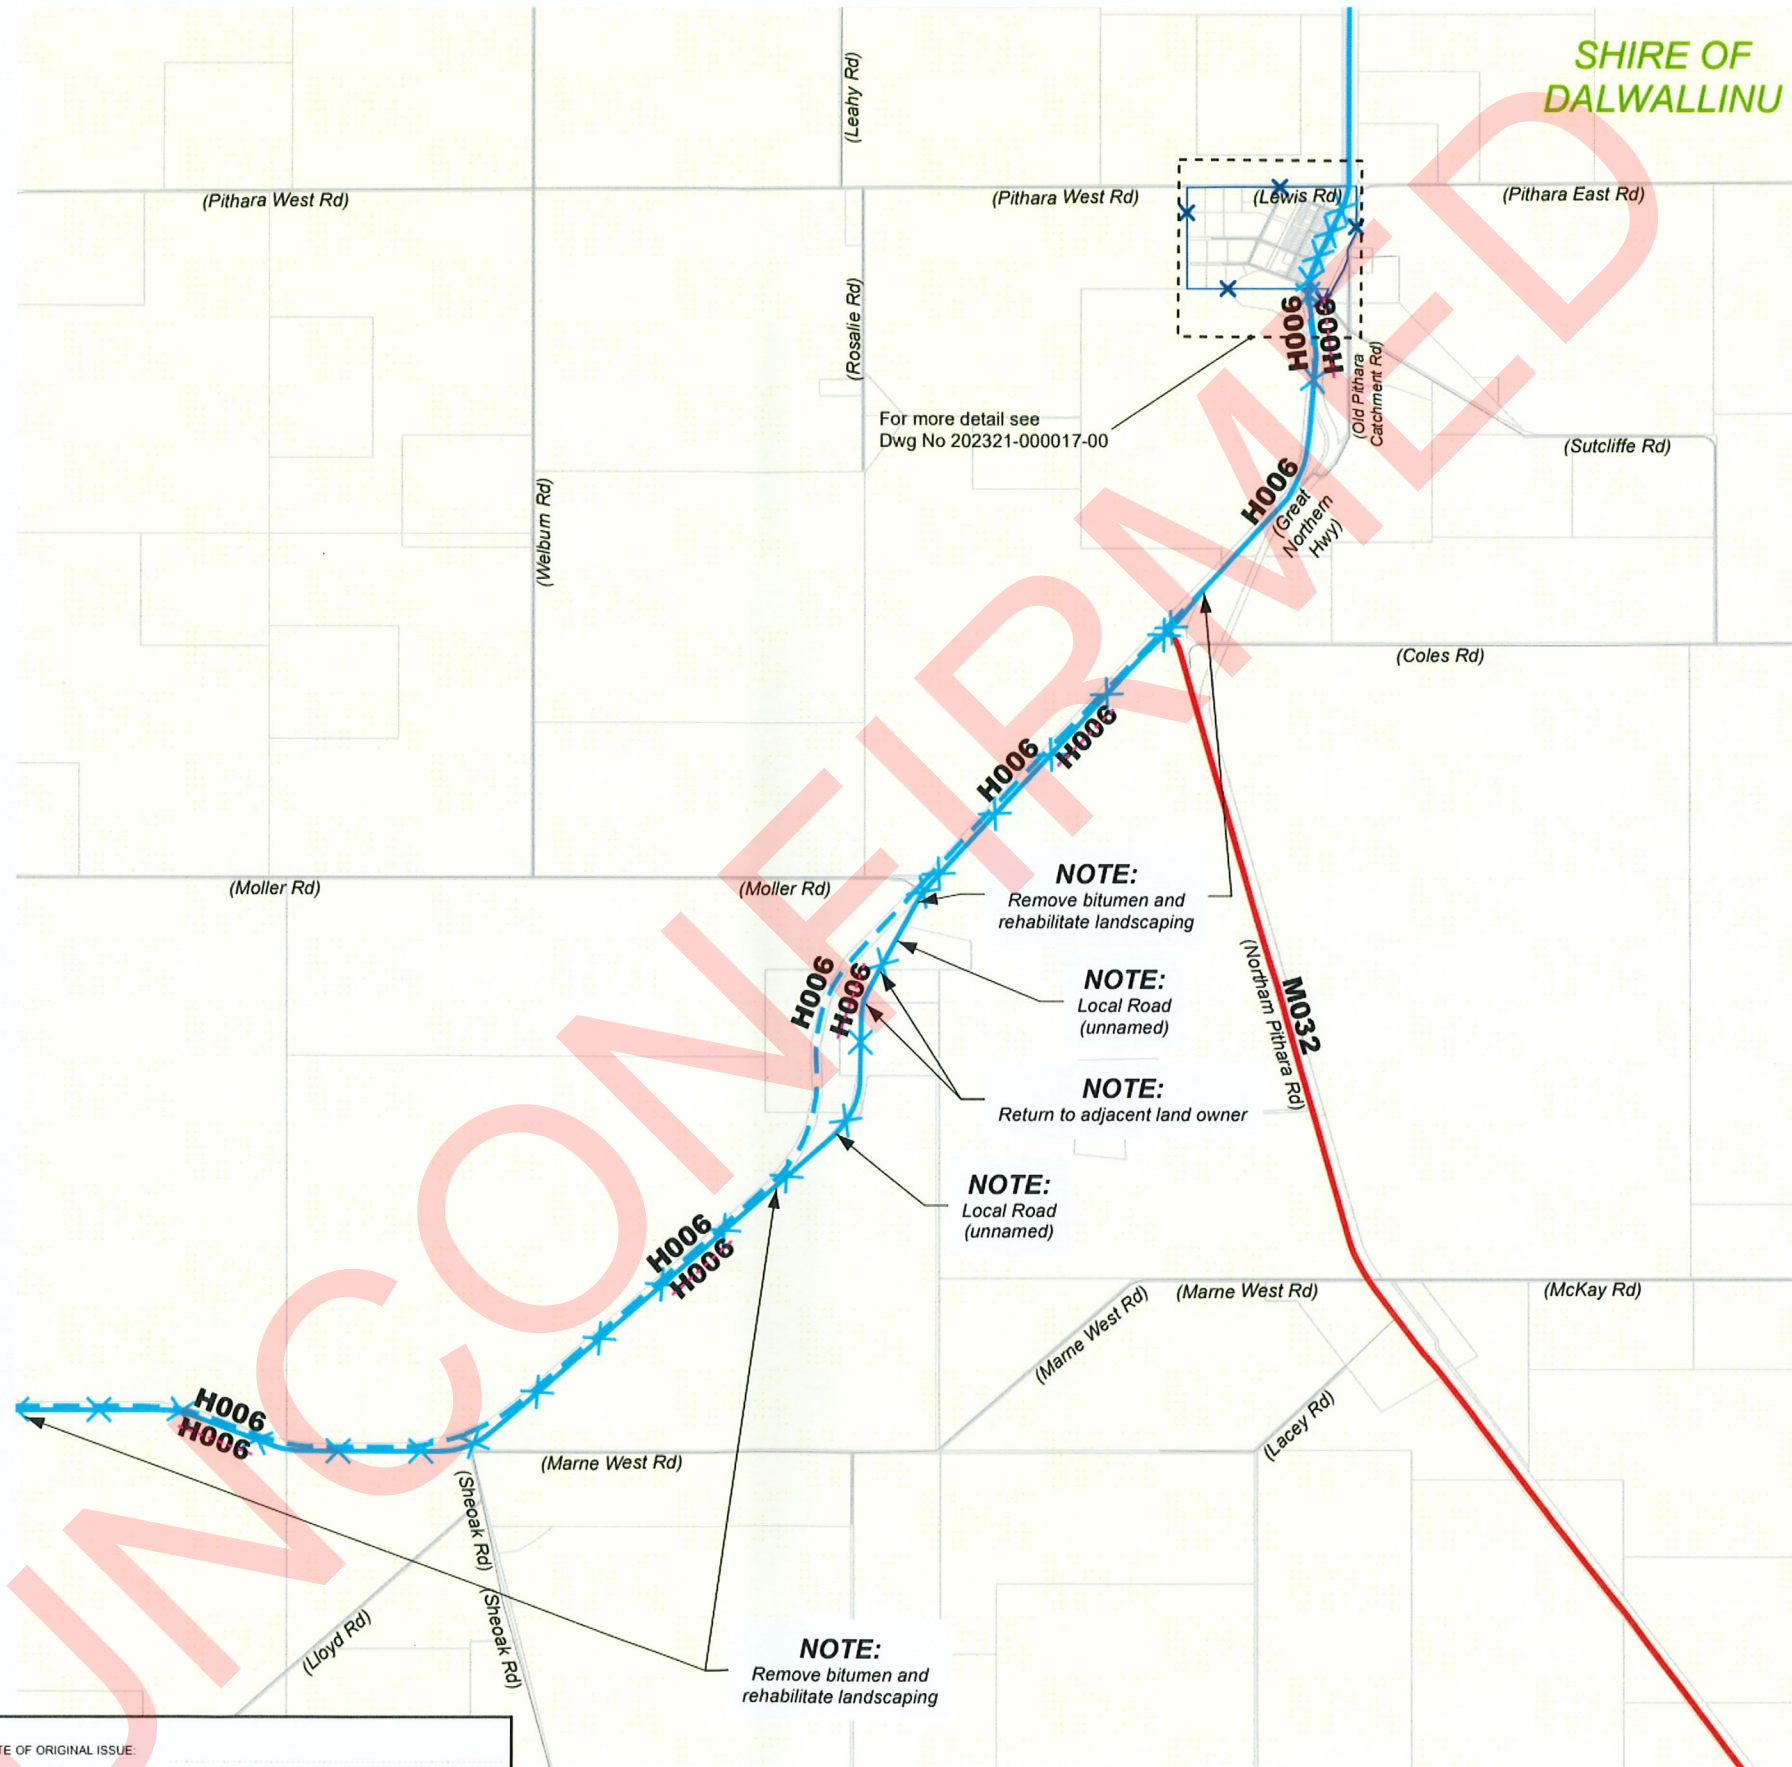 SHIRE OF
DALWALLINU
(Leahy Rd)
(Pithara West Rd)
(Pithara West Rd)
(Lewis Rd)
(Pithara East Rd)
(Rosalie Rd)
H006
H006
(Old Pithara
Catchment Rd)
For more detail see
Dwg No 202321-000017-00
(Sutcliffe Rd)
(Welburn Rd)
H006
(Great
Northern
Hwy)
(Coles Rd)
H006
H006
(Moller Rd)
(Moller Rd)
NOTE:
Remove bitumen and
rehabilitate landscaping
H006
H006
NOTE:
Local Road
(unnamed)
M032
(Northam Pithara Rd)
NOTE:
Return to adjacent land owner
NOTE:
Local Road
(unnamed)
H006
H006
(Marne West Rd)
(Marne West Rd)
(McKay Rd)
H006
H006
(Marne West Rd)
(Lacey Rd)
(Sheoak Rd)
(Sheoak Rd)
(Lloyd Rd)
NOTE:
Remove bitumen and
rehabilitate landscaping
TE OF ORIGINAL ISSUE:
UNCONFIRMED